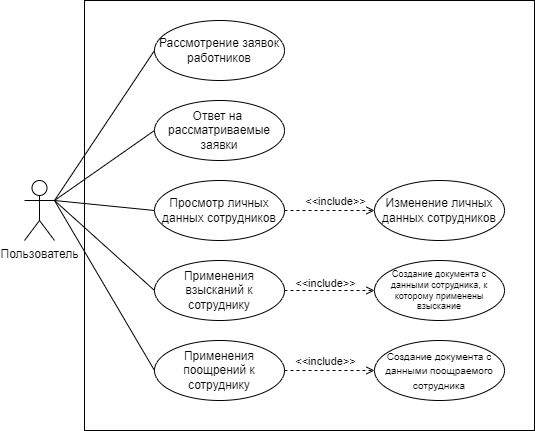 Рассмотрение заявок
работников
Ответ на
рассматриваемые
заявки
Пользователь
Просмотр личных
данных сотрудников
<<include>>
Изменение личных
данных сотрудников
Применения
взысканий к
сотруднику
<<include>>
Создание документа с
данными сотрудника, к
которому применены
взыскание
Применения
поощрений к
сотруднику
<<include>>
Создание документа с
данными поощраемого
сотрудника